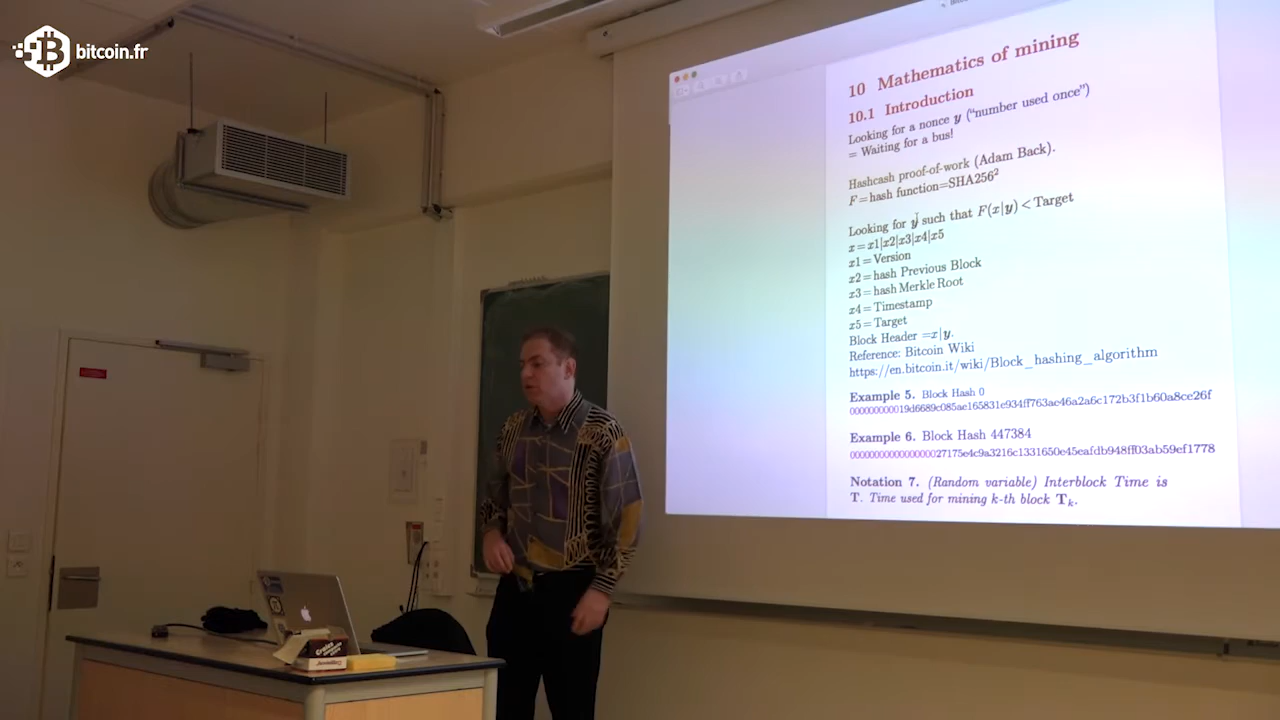 bitcoin.fr
10 Mathematics of mining
10.1 Introduction
Looking for a nonce y ("number used once")
= Waiting for a bus!
Hashcash proof-of-work (Adam Back).
F = hash function=SHA256²
Looking for y such that F(x|y) < Target
x = x1|x2|x3|x4|x5
x1 = Version
x2 = hash Previous Block
x3 = hash Merkle Root
x4 = Timestamp
x5 = Target
Block Header =x|y.
Reference: Bitcoin Wiki
https://en.bitcoin.it/wiki/Block_hashing_algorithm
Example 5. Block Hash 0
000000000019d6689c085ae165831e934ff763ae46a2a6c172b3f1b60a8ce26f
Example 6. Block Hash 447384
00000000000000000027175e4c9a3216c1331650e45eafdb948ff03ab59ef1778
Notation 7. (Random variable) Interblock Time is
T. Time used for mining k-th block Tₖ.